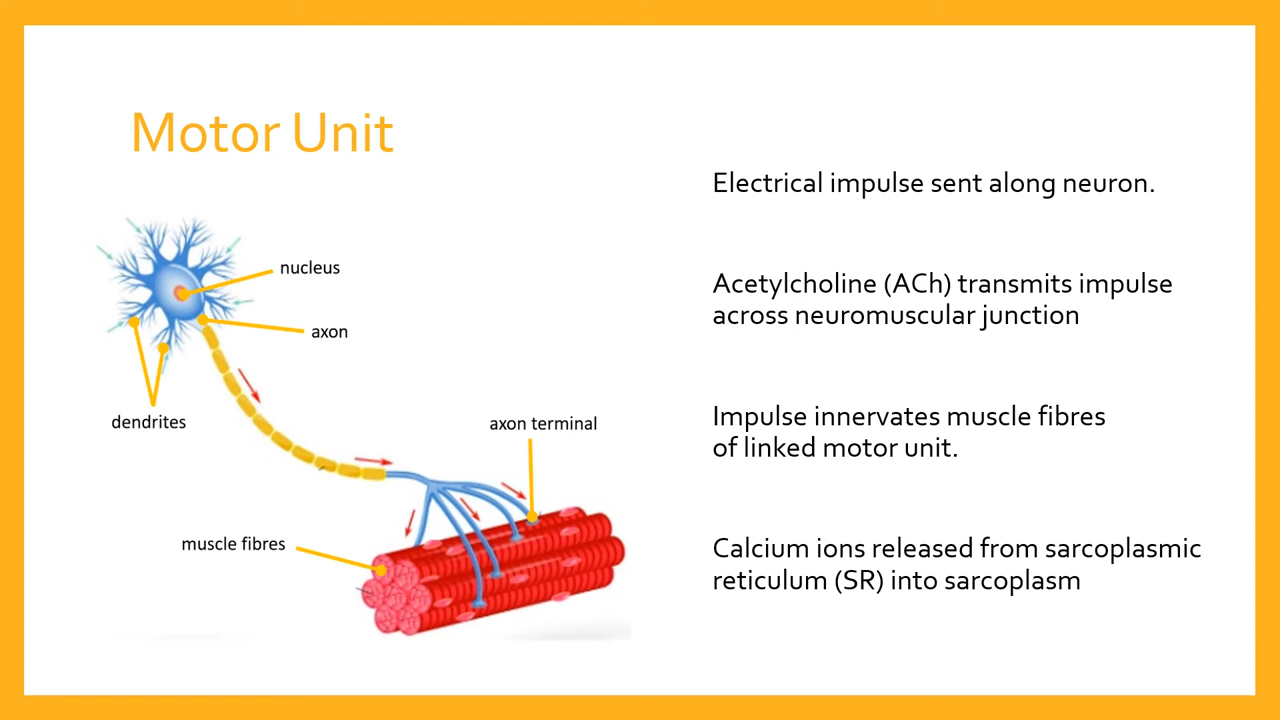 Motor Unit
nucleus
axon
dendrites
axon terminal
muscle fibres
Electrical impulse sent along neuron.
Acetylcholine (ACh) transmits impulse
across neuromuscular junction
Impulse innervates muscle fibres
of linked motor unit.
Calcium ions released from sarcoplasmic
reticulum (SR) into sarcoplasm